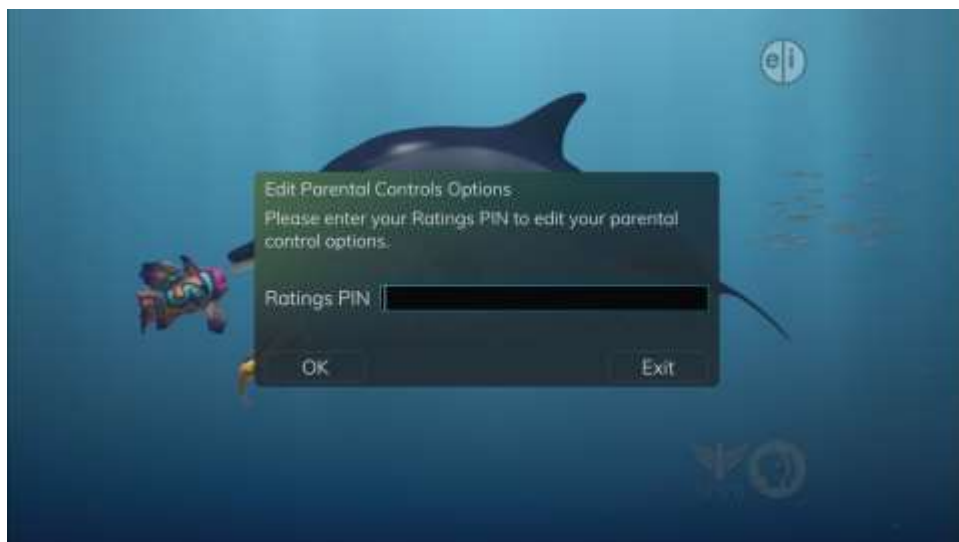 e|i
Edit Parental Controls Options
Please enter your Ratings PIN to edit your parental
control options.
Ratings PIN
OK
Exit